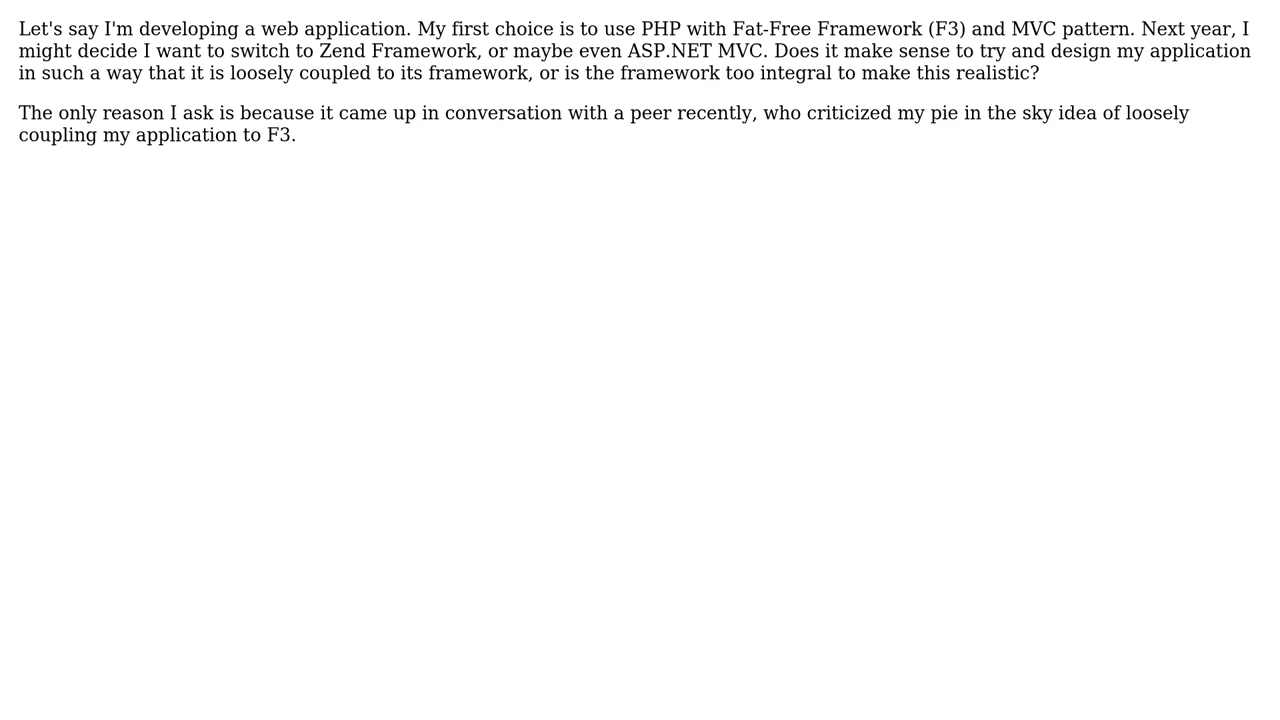 Let's say I'm developing a web application. My first choice is to use PHP with Fat-Free Framework (F3) and MVC pattern. Next year, I
might decide I want to switch to Zend Framework, or maybe even ASP.NET MVC. Does it make sense to try and design my application
in such a way that it is loosely coupled to its framework, or is the framework too integral to make this realistic?
The only reason I ask is because it came up in conversation with a peer recently, who criticized my pie in the sky idea of loosely
coupling my application to F3.